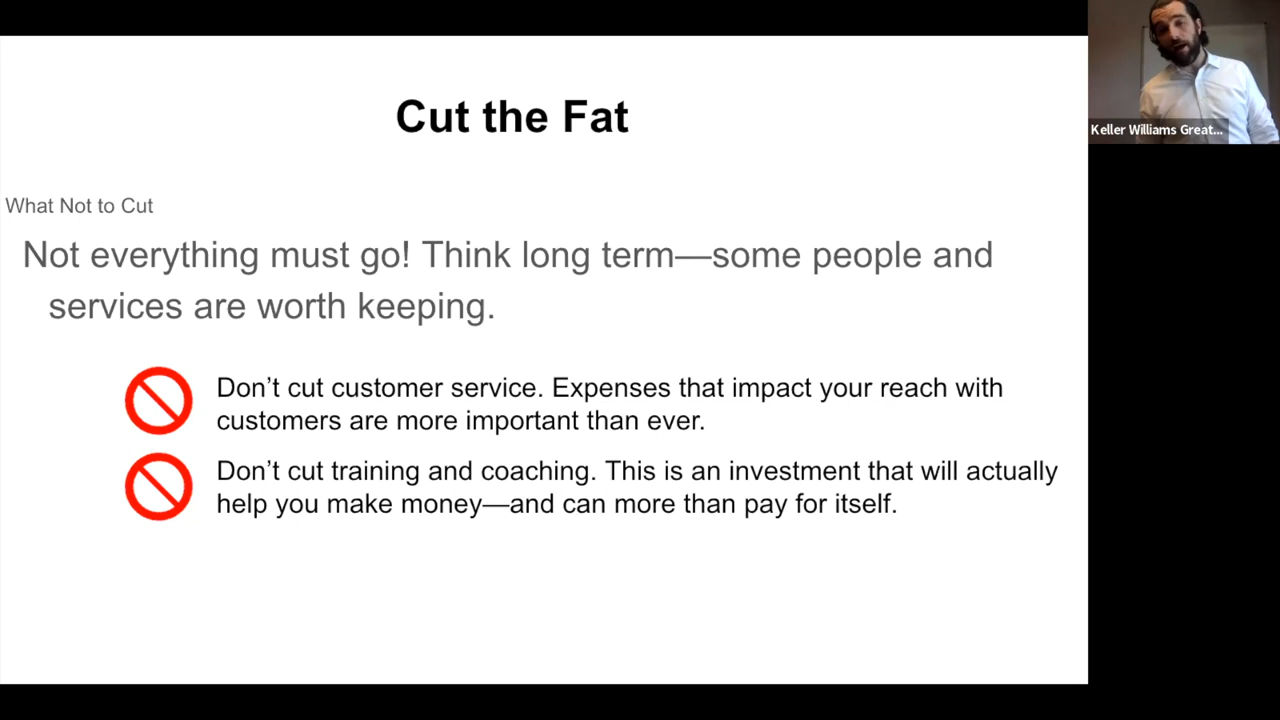 Cut the Fat
Keller Williams Great...
What Not to Cut
Not everything must go! Think long term—some people and
services are worth keeping.
Don’t cut customer service. Expenses that impact your reach with
customers are more important than ever.
Don’t cut training and coaching. This is an investment that will actually
help you make money—and can more than pay for itself.